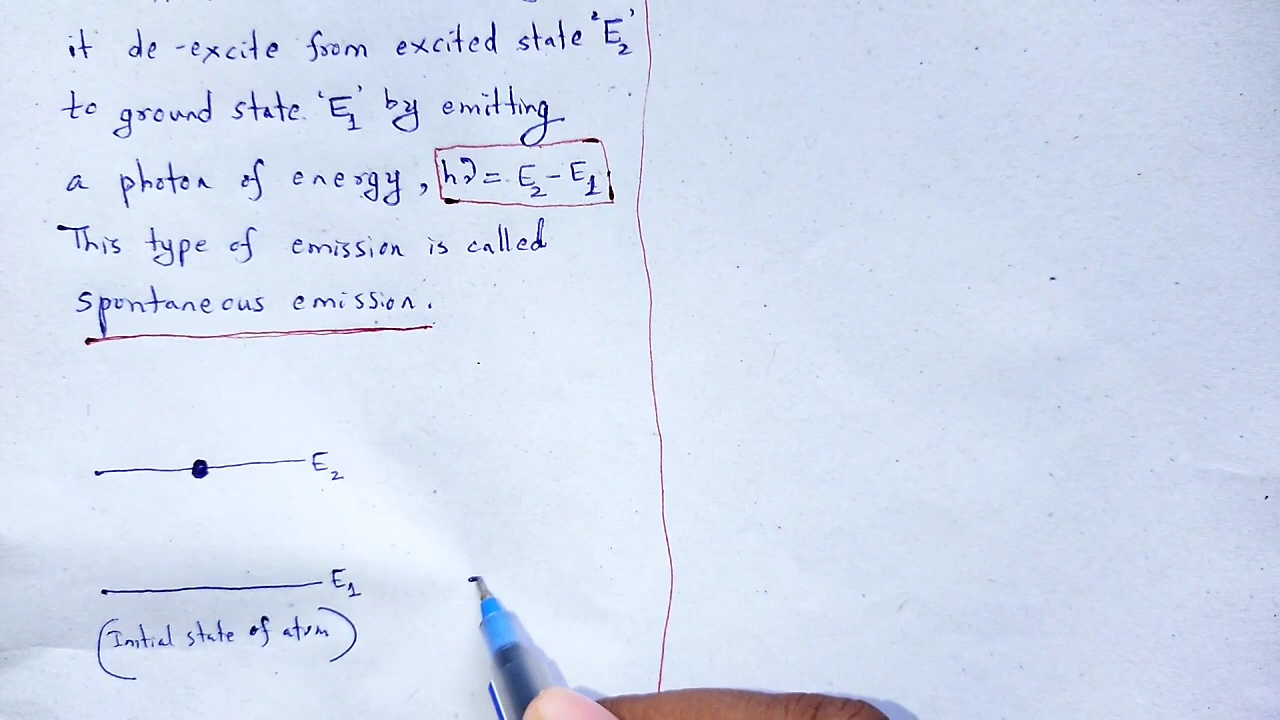 it de-excite from excited state 'E₂'
to ground state 'E₁' by emitting
a photon of energy, hν = E₂ - E₁
This type of emission is called
spontaneous emission.
E₂
E₁
(Initial state of atom)